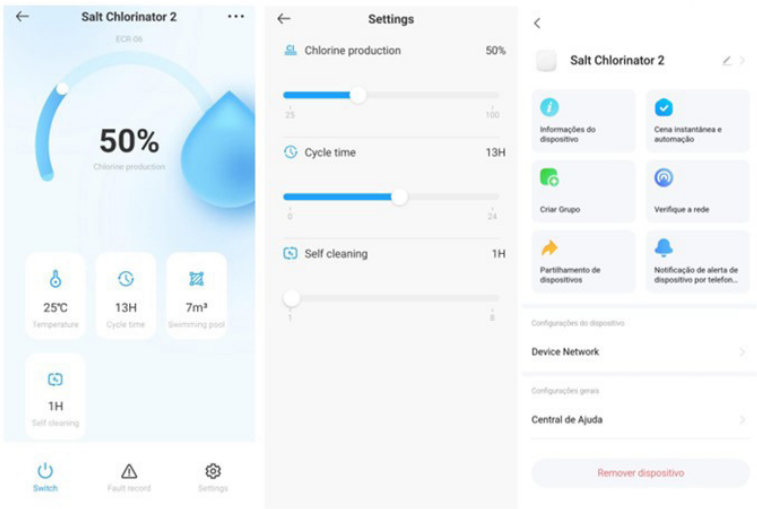 Salt Chlorinator 2
ECR-06
50%
Chlorine production
25°C
Temperature
13H
Cycle time
7m³
Swimming pool
1H
Self cleaning
Switch
Fault record
Settings
Settings
Chlorine production 50%
25 100
Cycle time 13H
0 24
Self cleaning 1H
1 8
Salt Chlorinator 2
Informações do
dispositivo
Cena instantânea e
automação
Criar Grupo
Verifique a rede
Partilhamento de
dispositivos
Notificação de alerta de
dispositivo por telefon...
Configurações do dispositivo
Device Network
Configurações gerais
Central de Ajuda
Remover dispositivo